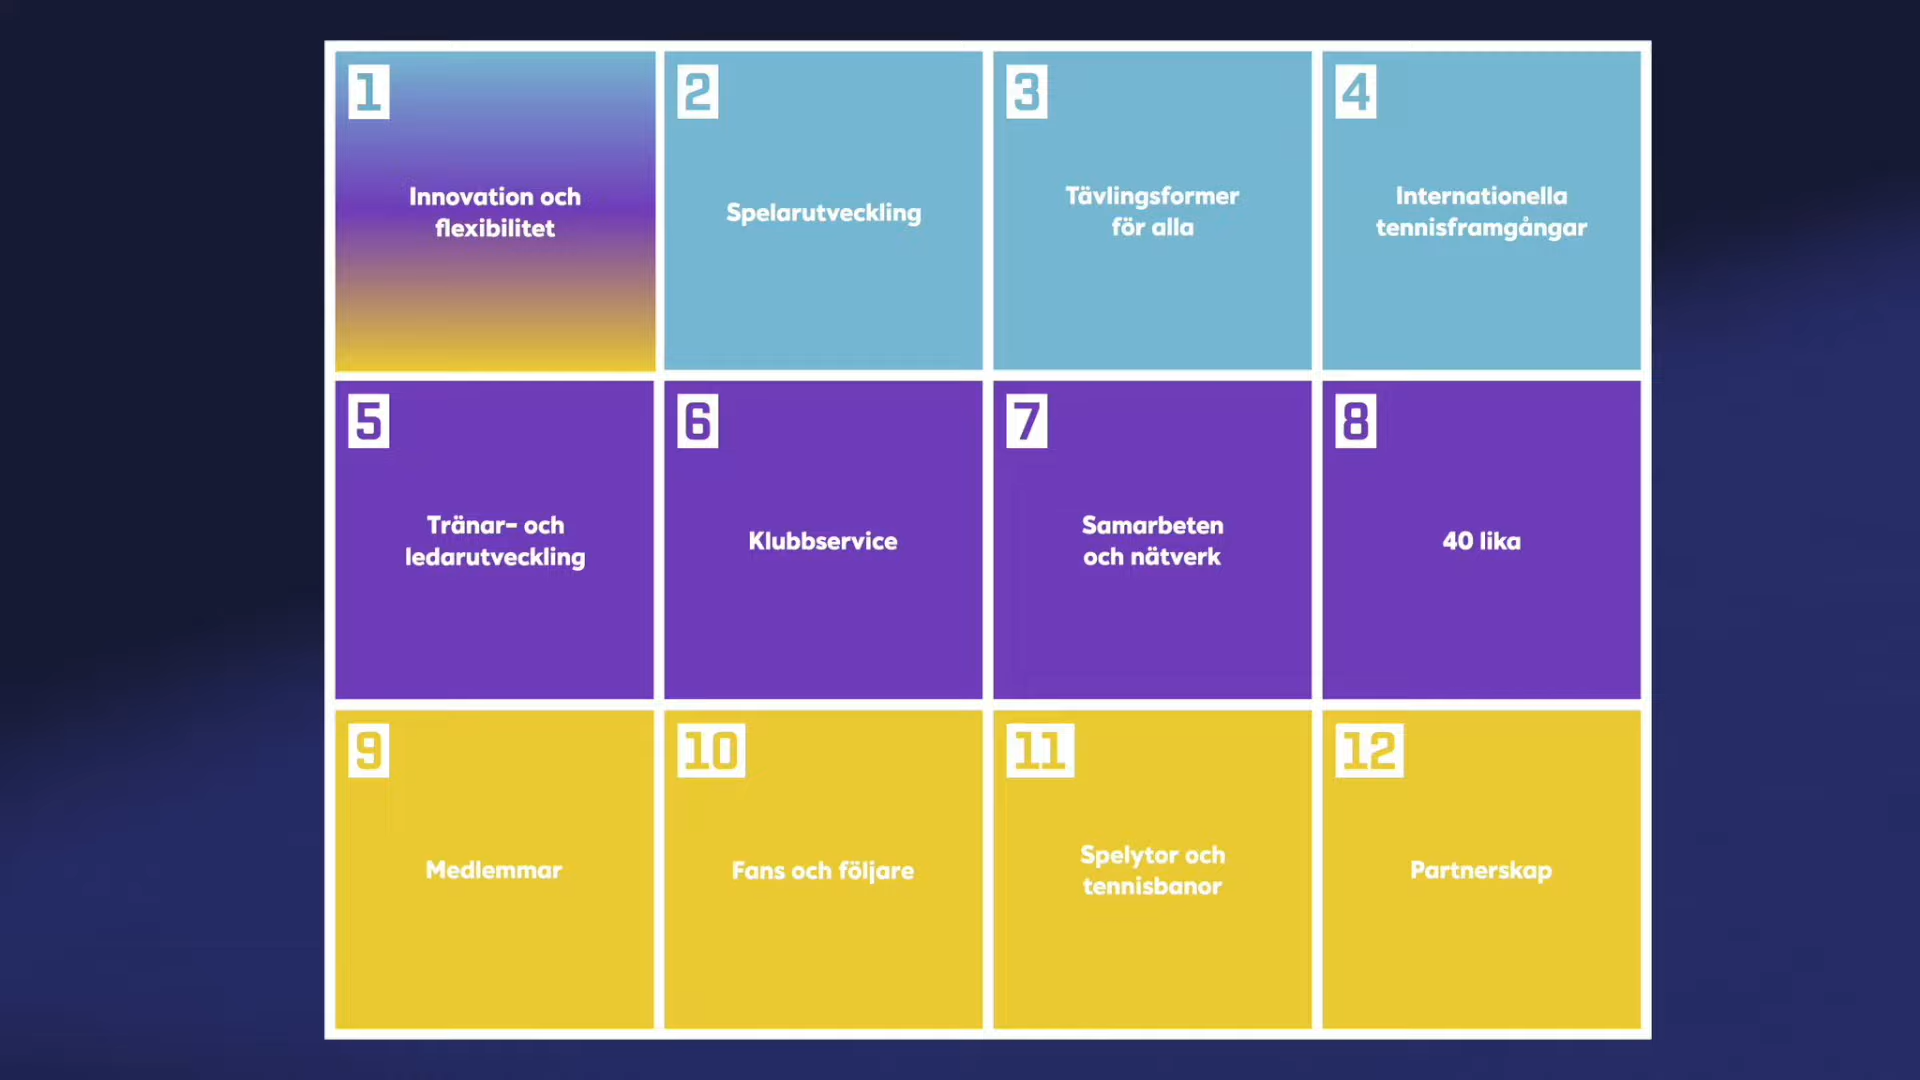 1
Innovation och
flexibilitet
2
Spelarutveckling
3
Tävlingsformer
för alla
4
Internationella
tennisframgångar
5
Tränar- och
ledarutveckling
6
Klubbservice
7
Samarbeten
och nätverk
8
40 lika
9
Medlemmar
10
Fans och följare
11
Spelytor och
tennisbanor
12
Partnerskap